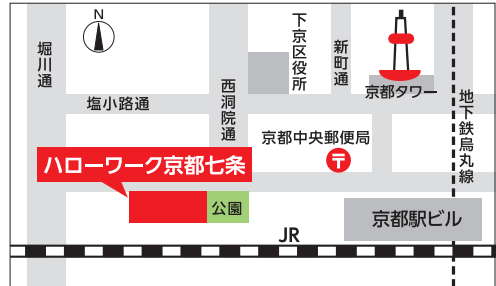 N
堀川通
下京区役所
新町通
京都タワー
西洞院通
塩小路通
地下鉄烏丸線
京都中央郵便局
〒
ハローワーク京都七条
公園
京都駅ビル
JR